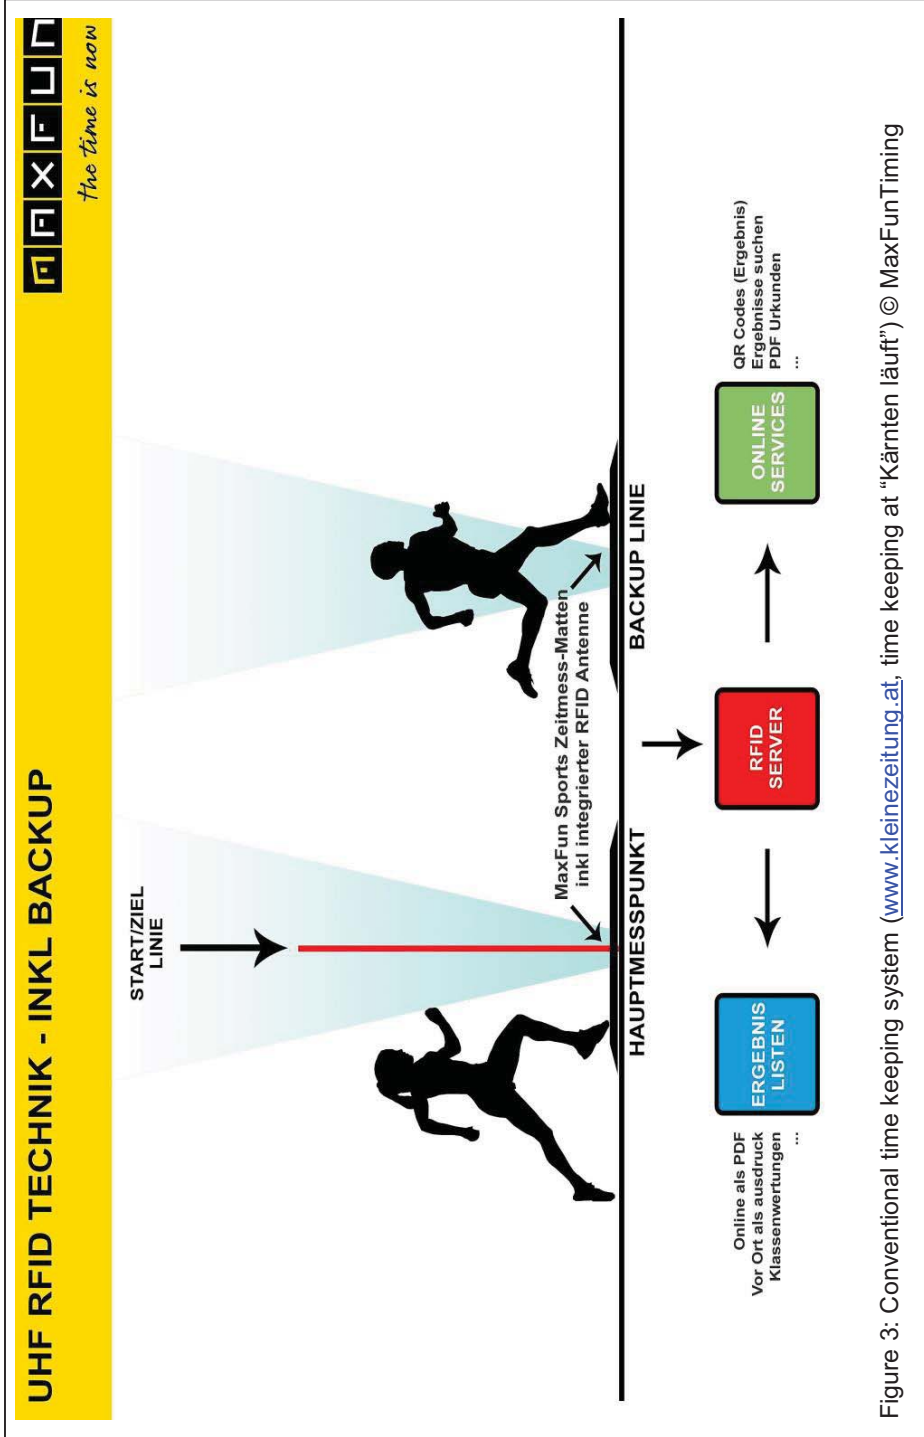 UHF RFID TECHNIK - INKL BACKUP
MAXFUN
the time is now
START/ZIEL
LINIE
MaxFun Sports Zeitmess-Matten
inkl integrierter RFID Antenne
HAUPTMESSPUNKT
BACKUP LINIE
Online als PDF
Vor Ort als ausdruck
Klassenwertungen
...
ERGEBNIS
LISTEN
RFID
SERVER
ONLINE
SERVICES
QR Codes (Ergebnis)
Ergebnisse suchen
PDF Urkunden
...
Figure 3: Conventional time keeping system (www.kleinezeitung.at, time keeping at “Kärnten läuft”) © MaxFunTiming